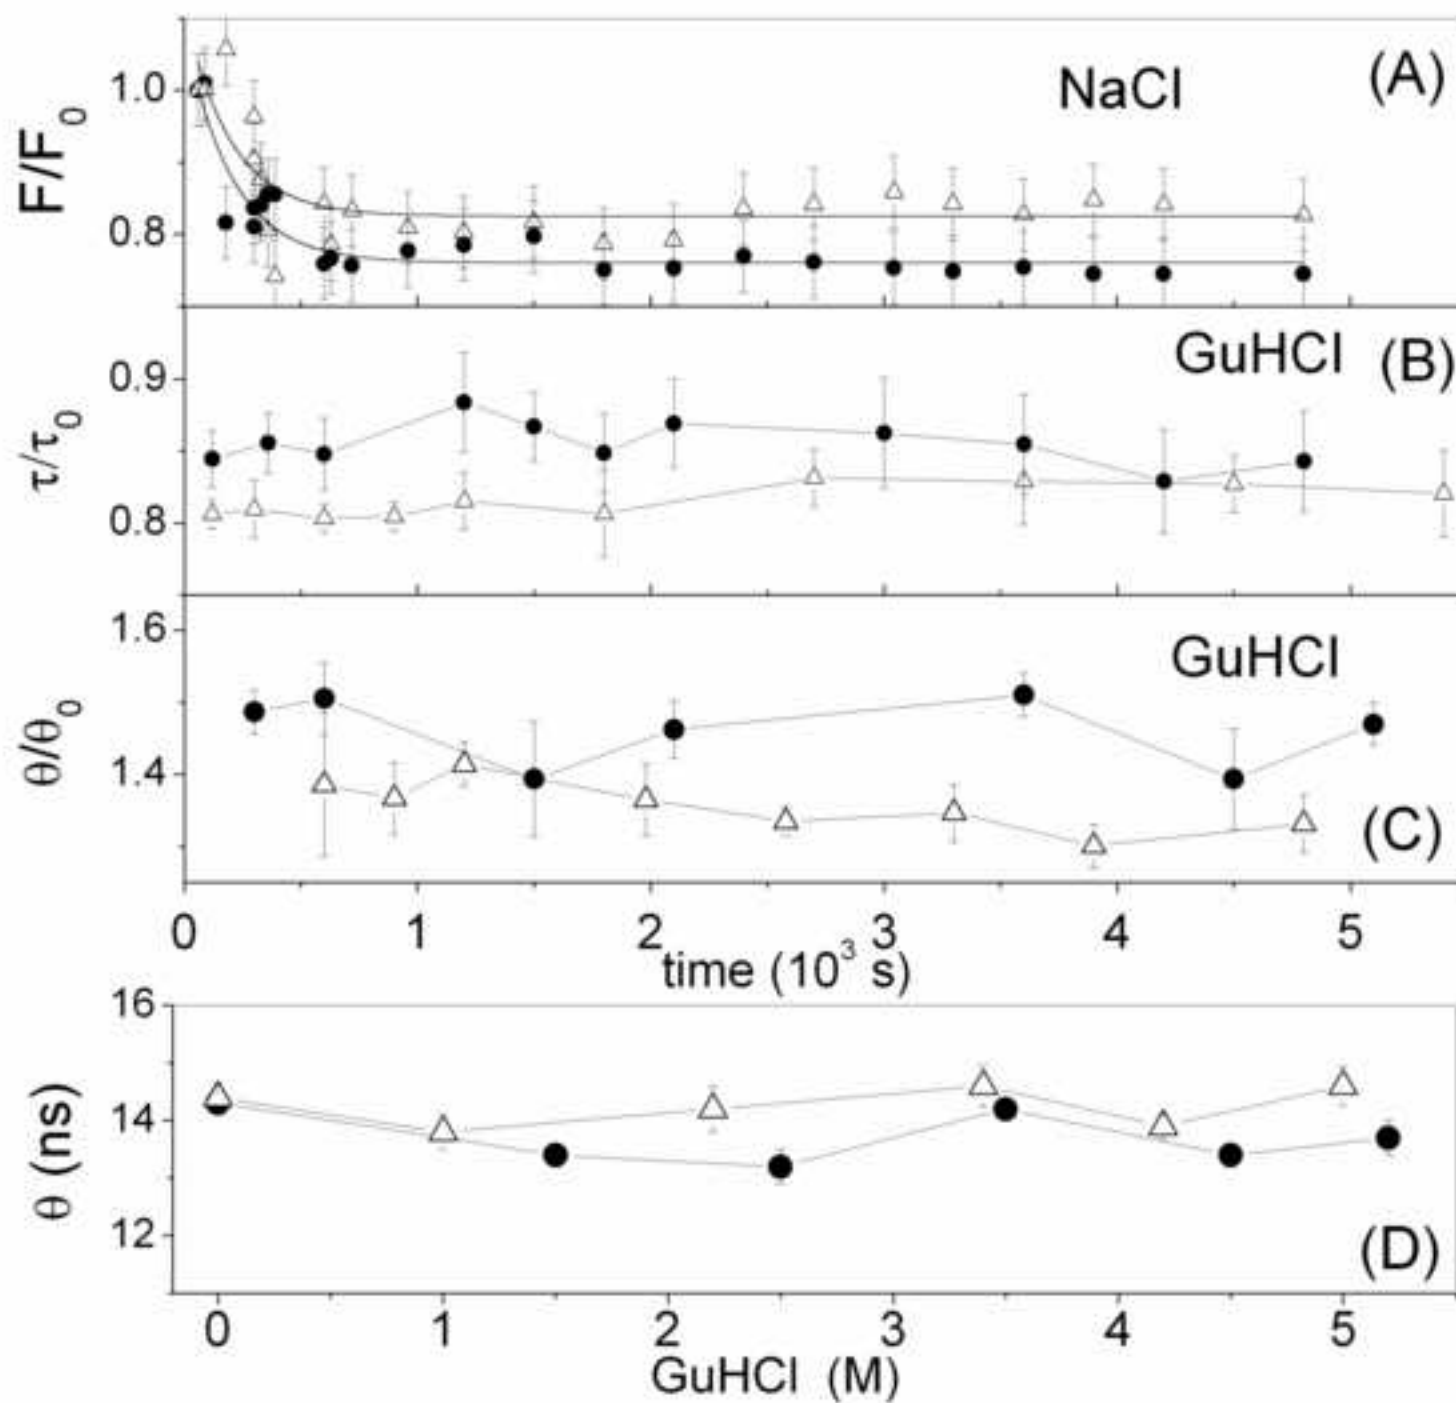 NaCl (A)
F/F0
1.0
0.8
GuHCl (B)
τ/τ0
0.9
0.8
GuHCl
θ/θ0
1.6
1.4
(C)
0 1 2 3 4 5
time (10³ s)
16
14
12
θ (ns)
(D)
0 1 2 3 4 5
GuHCl (M)